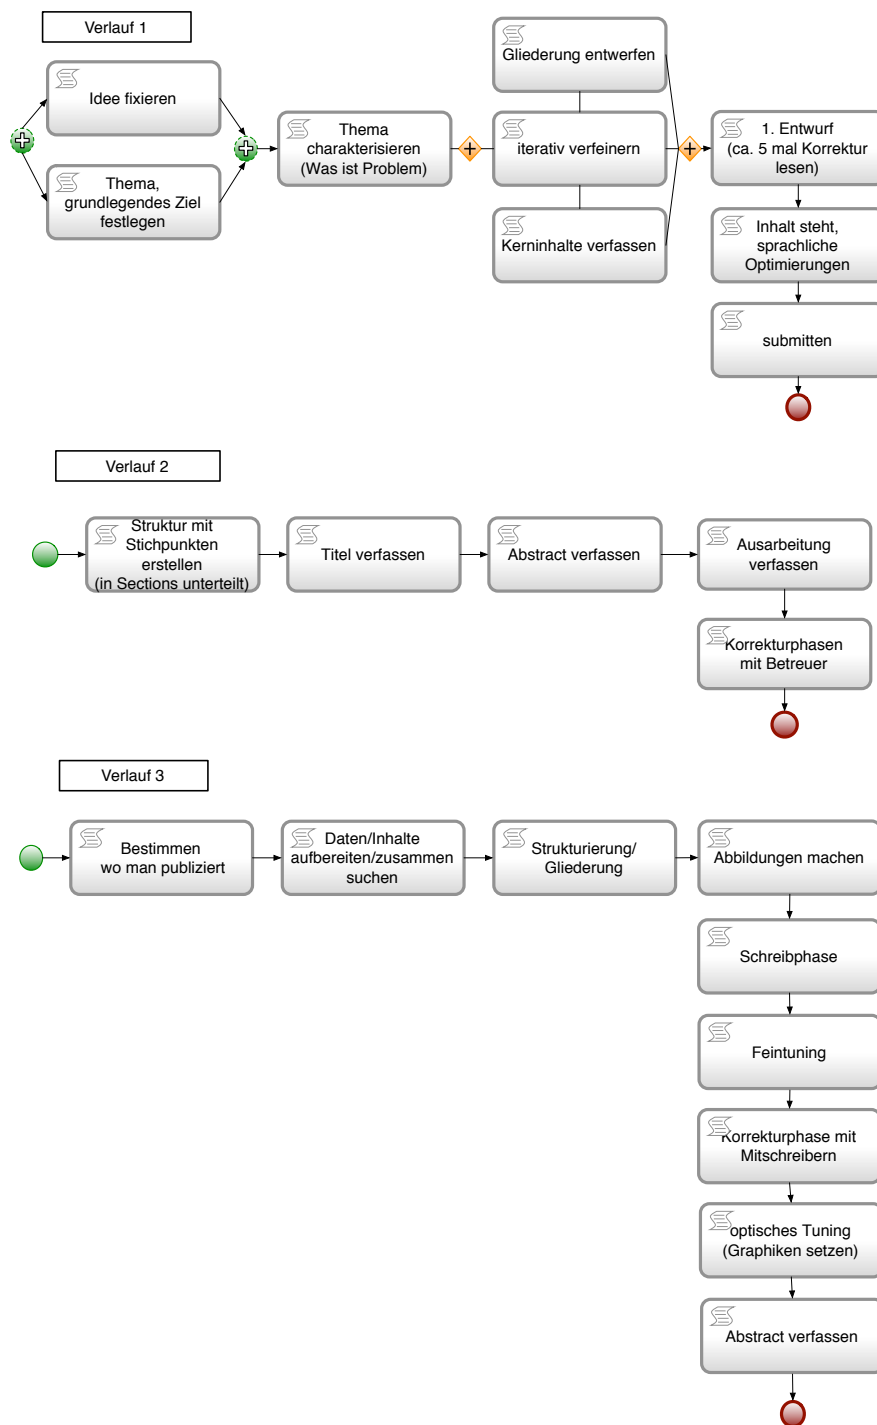 Verlauf 1
Idee fixieren
Thema,
grundlegendes Ziel
festlegen
Thema
charakterisieren
(Was ist Problem)
Gliederung entwerfen
iterativ verfeinern
Kerninhalte verfassen
1. Entwurf
(ca. 5 mal Korrektur
lesen)
Inhalt steht,
sprachliche
Optimierungen
submitten
Verlauf 2
Struktur mit
Stichpunkten
erstellen
(in Sections unterteilt)
Titel verfassen
Abstract verfassen
Ausarbeitung
verfassen
Korrekturphasen
mit Betreuer
Verlauf 3
Bestimmen
wo man publiziert
Daten/Inhalte
aufbereiten/zusammen
suchen
Strukturierung/
Gliederung
Abbildungen machen
Schreibphase
Feintuning
Korrekturphase mit
Mitschreibern
optisches Tuning
(Graphiken setzen)
Abstract verfassen